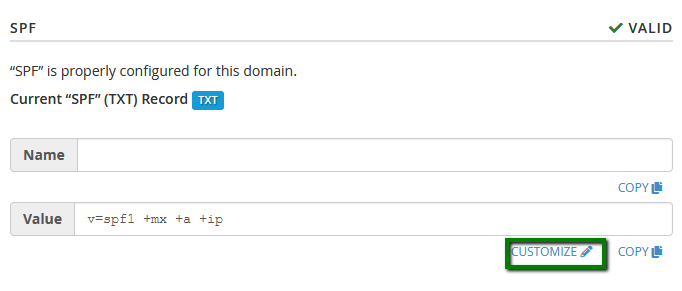 SPF VALID
“SPF” is properly configured for this domain.
Current “SPF” (TXT) Record TXT
Name
COPY
Value v=spf1 +mx +a +ip
CUSTOMIZE COPY